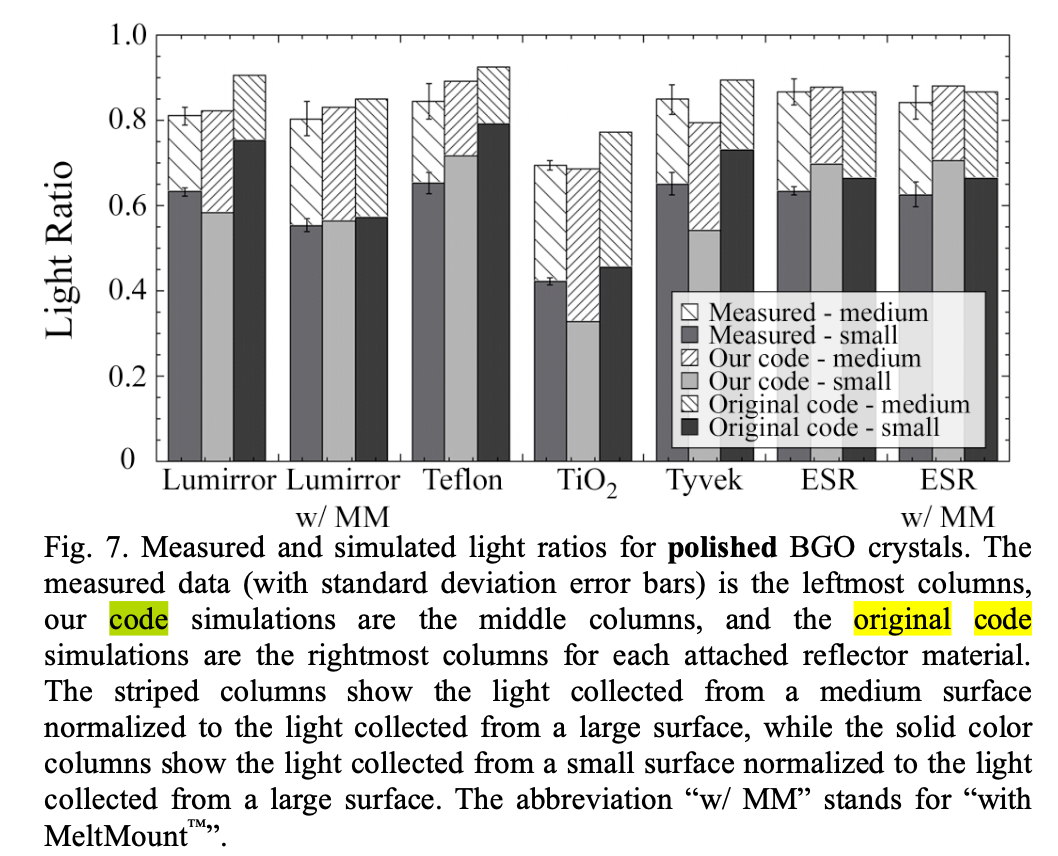 1.0
0.8
0.6
0.4
0.2
0
Light Ratio
Measured - medium
Measured - small
Our code - medium
Our code - small
Original code - medium
Original code - small
Lumirror Lumirror Teflon TiO₂ Tyvek ESR ESR
w/ MM w/ MM
Fig. 7. Measured and simulated light ratios for polished BGO crystals. The
measured data (with standard deviation error bars) is the leftmost columns,
our code simulations are the middle columns, and the original code
simulations are the rightmost columns for each attached reflector material.
The striped columns show the light collected from a medium surface
normalized to the light collected from a large surface, while the solid color
columns show the light collected from a small surface normalized to the light
collected from a large surface. The abbreviation “w/ MM” stands for “with
MeltMount™”.